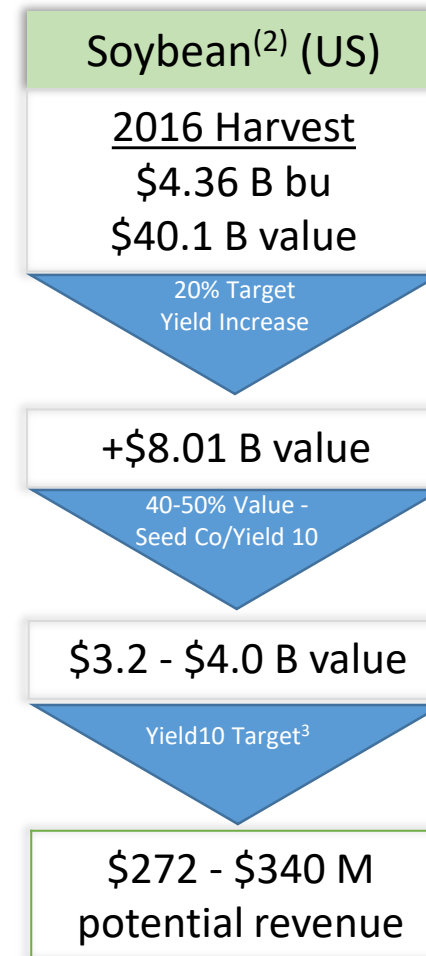 Soybean(2) (US)
2016 Harvest
$4.36 B bu
$40.1 B value
20% Target
Yield Increase
+$8.01 B value
40-50% Value -
Seed Co/Yield 10
$3.2 - $4.0 B value
Yield10 Target3
$272 - $340 M
potential revenue